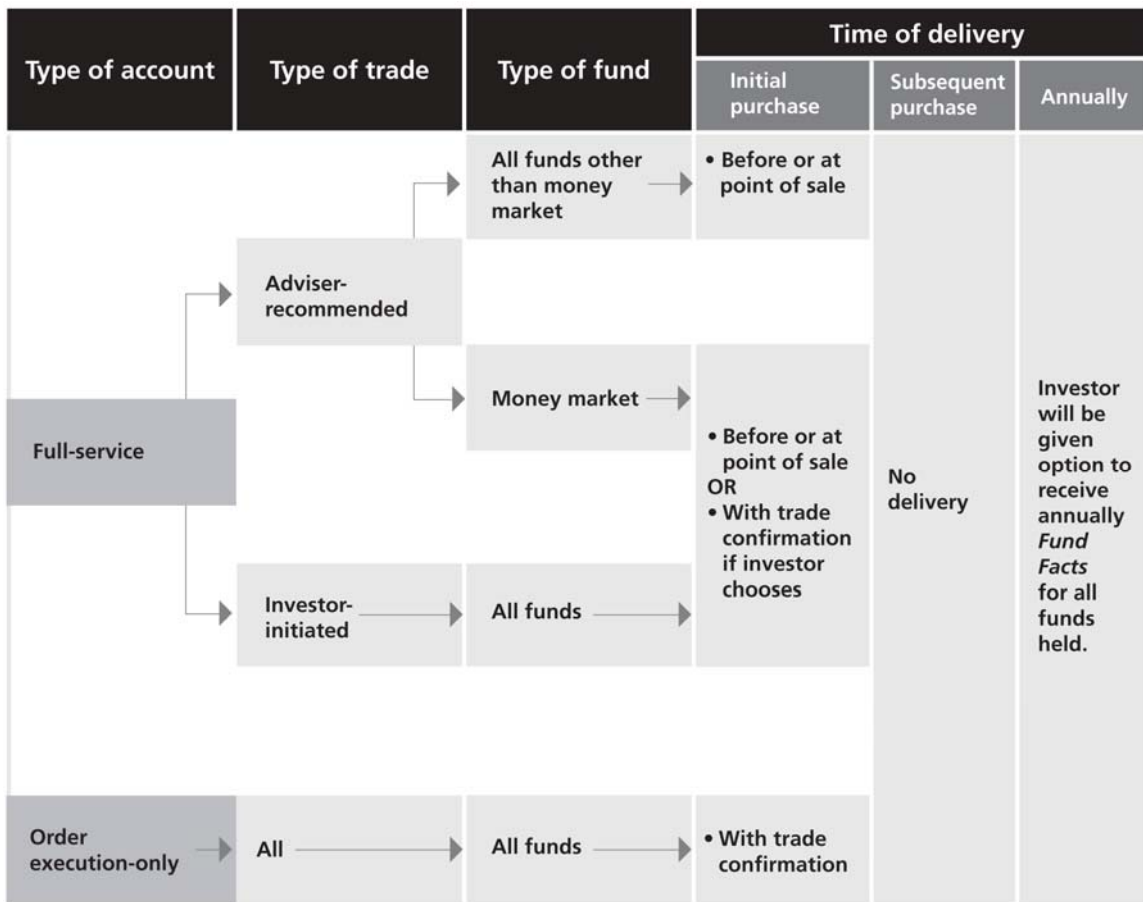 Type of account
Type of trade
Type of fund
Time of delivery
Initial
purchase
Subsequent
purchase
Annually
All funds other
than money
market
• Before or at
point of sale
Adviser-
recommended
Money market
Full-service
• Before or at
point of sale
OR
• With trade
confirmation
if investor
chooses
No
delivery
Investor
will be
given
option to
receive
annually
Fund
Facts
for all
funds
held.
Investor-
initiated
All funds
Order
execution-only
All
All funds
• With trade
confirmation